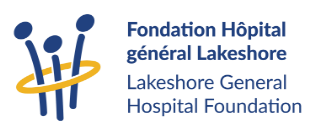 Fondation Hôpital
général Lakeshore
Lakeshore General
Hospital Foundation